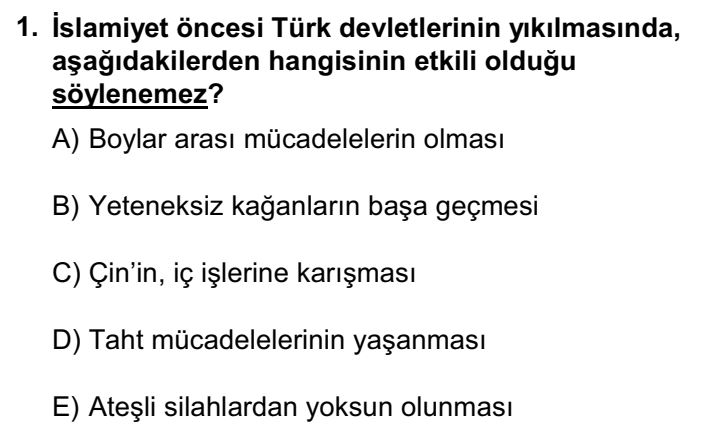 1. İslamiyet öncesi Türk devletlerinin yıkılmasında,
aşağıdakilerden hangisinin etkili olduğu
söylenemez?
A) Boylar arası mücadelelerin olması
B) Yeteneksiz kağanların başa geçmesi
C) Çin’in, iç işlerine karışması
D) Taht mücadelelerinin yaşanması
E) Ateşli silahlardan yoksun olunması